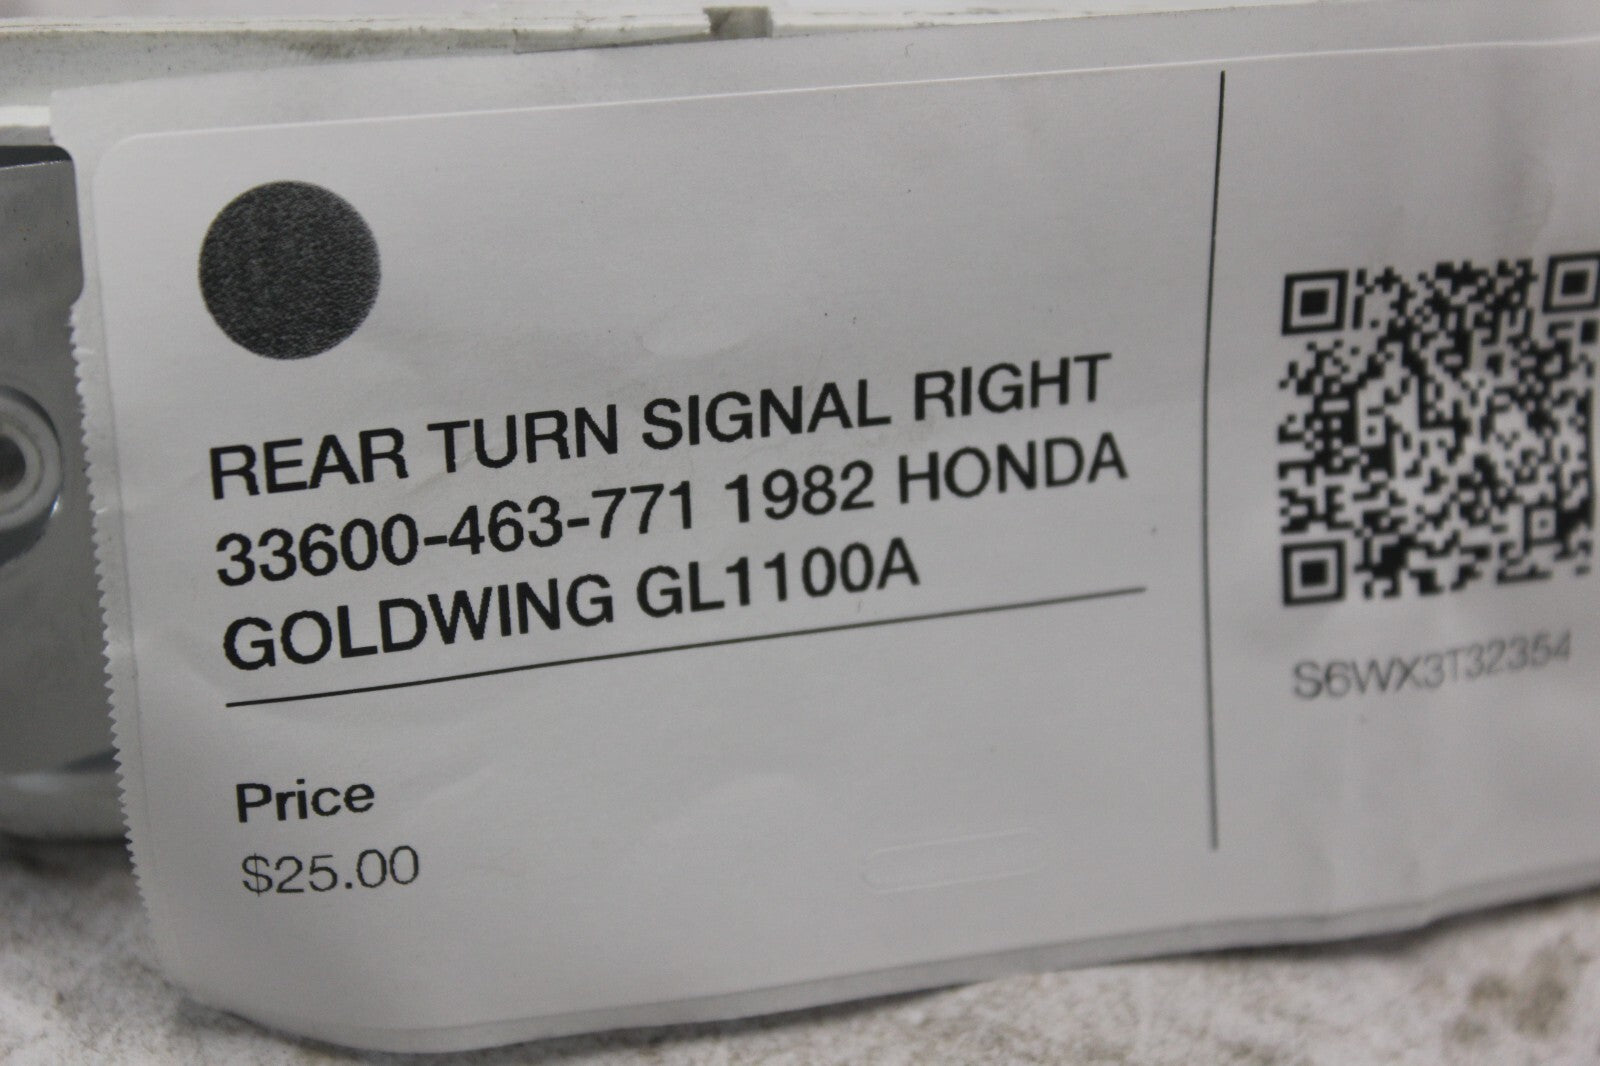 REAR TURN SIGNAL RIGHT
33600-463-771 1982 HONDA
GOLDWING GL1100A
Price
$25.00
S6WX3T32354